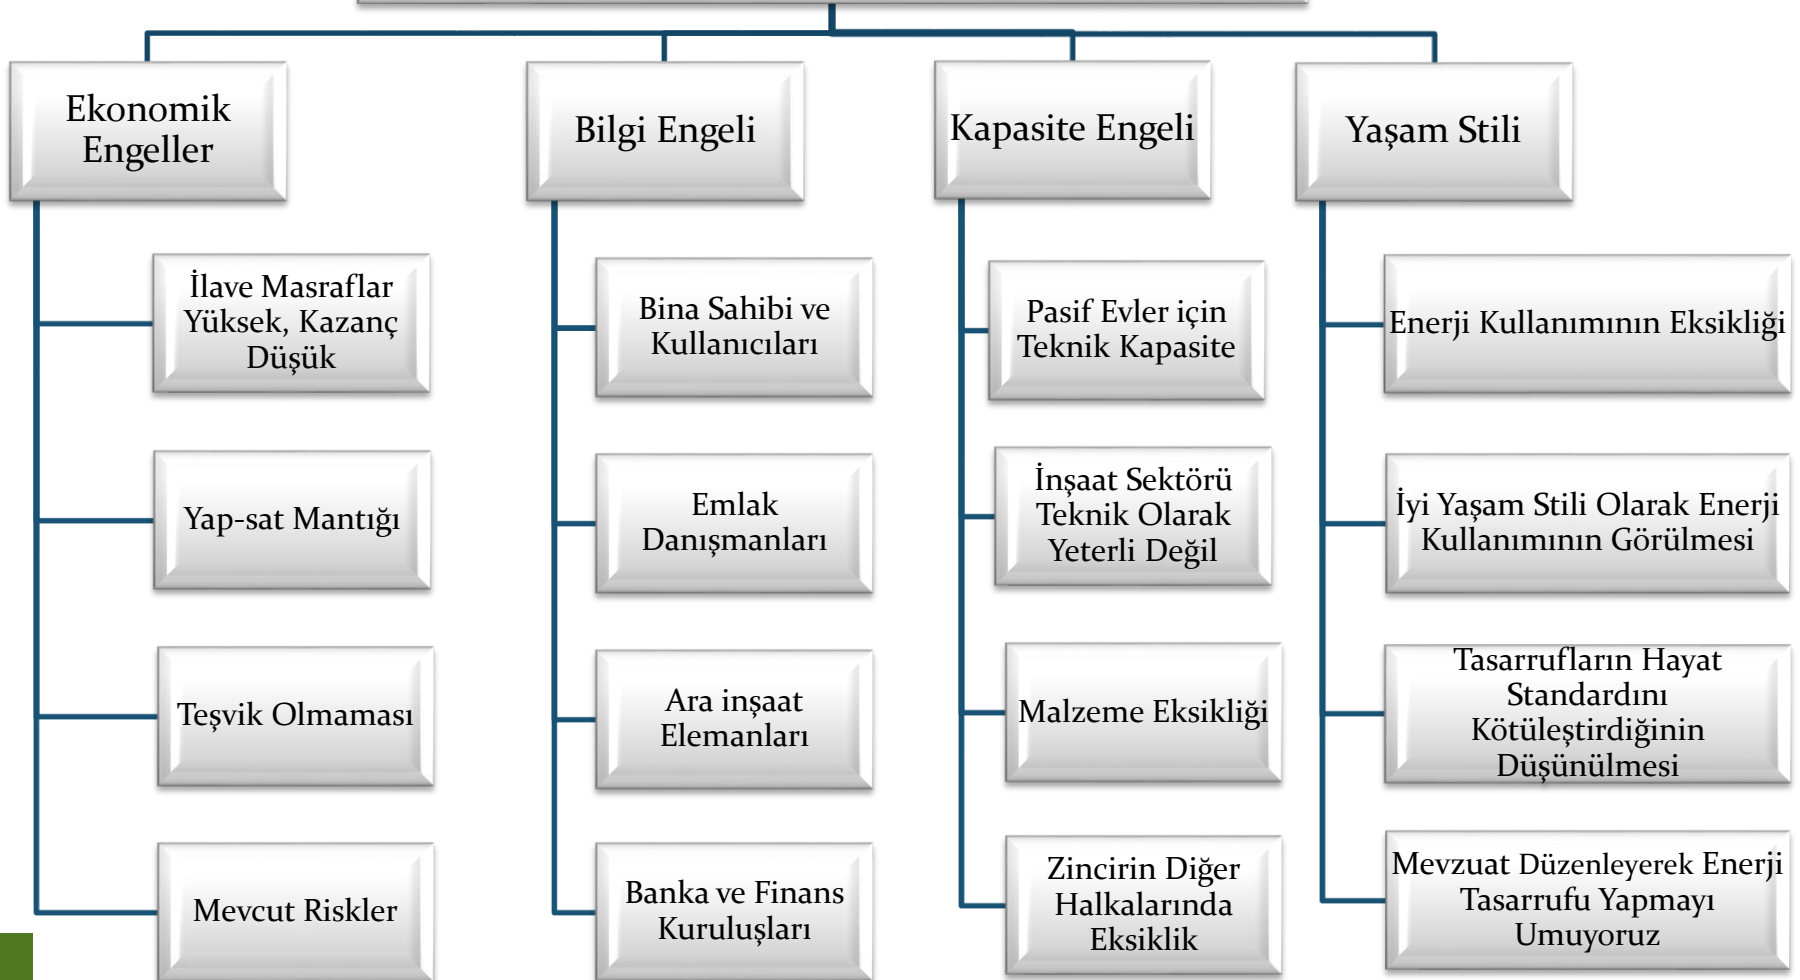 Ekonomik
Engeller
İlave Masraflar
Yüksek, Kazanç
Düşük
Yap-sat Mantığı
Teşvik Olmaması
Mevcut Riskler
Bilgi Engeli
Bina Sahibi ve
Kullanıcıları
Emlak
Danışmanları
Ara inşaat
Elemanları
Banka ve Finans
Kuruluşları
Kapasite Engeli
Pasif Evler için
Teknik Kapasite
İnşaat Sektörü
Teknik Olarak
Yeterli Değil
Malzeme Eksikliği
Zincirin Diğer
Halkalarında
Eksiklik
Yaşam Stili
Enerji Kullanımının Eksikliği
İyi Yaşam Stili Olarak Enerji
Kullanımının Görülmesi
Tasarrufların Hayat
Standardını
Kötüleştirdiğinin
Düşünülmesi
Mevzuat Düzenleyerek Enerji
Tasarrufu Yapmayı
Umuyoruz